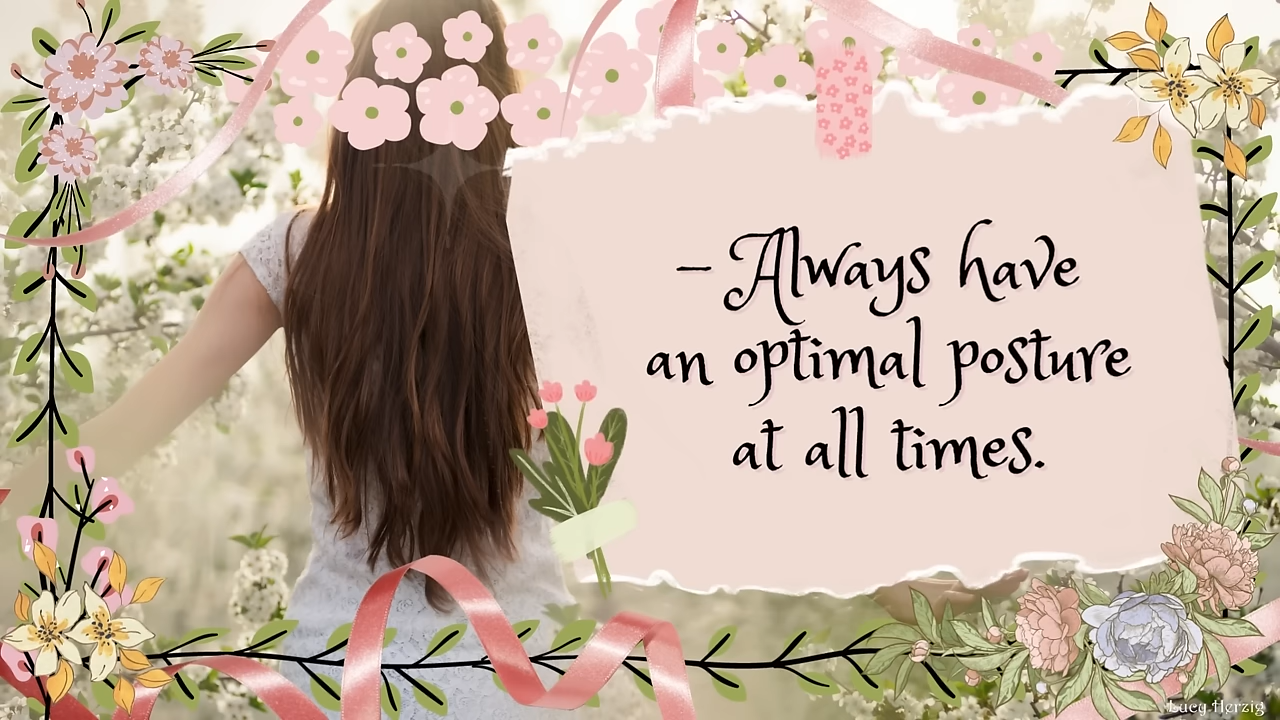 – Always have
an optimal posture
at all times.
Lucy Herzig